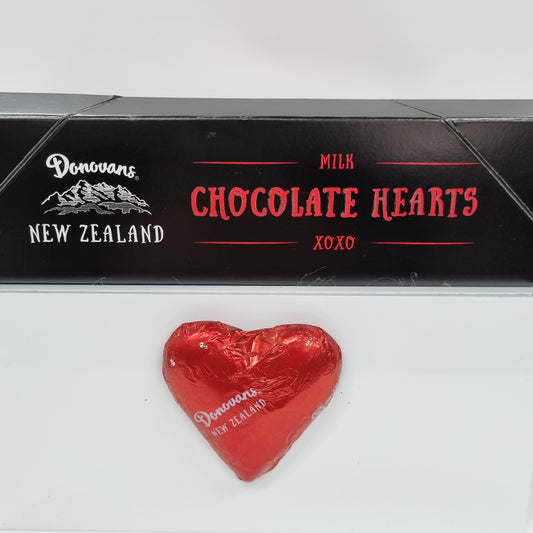 Donovans
NEW ZEALAND
MILK
CHOCOLATE HEARTS
XOXO
Donovans
NEW ZEALAND